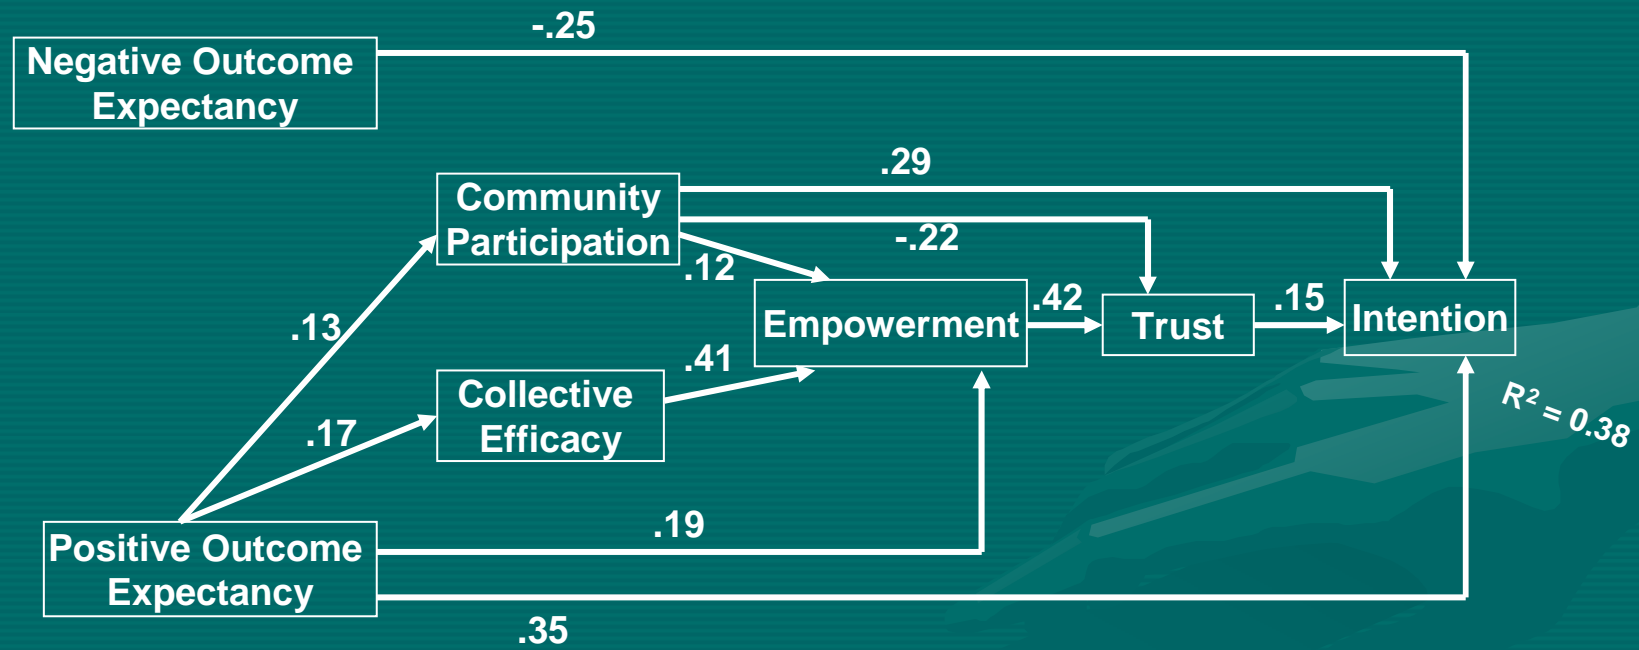 -.25
Negative Outcome
Expectancy
.29
Community
Participation
-.22
.12
.42
.15
Empowerment
Trust
Intention
.13
.41
Collective
Efficacy
.17
R² = 0.38
.19
Positive Outcome
Expectancy
.35